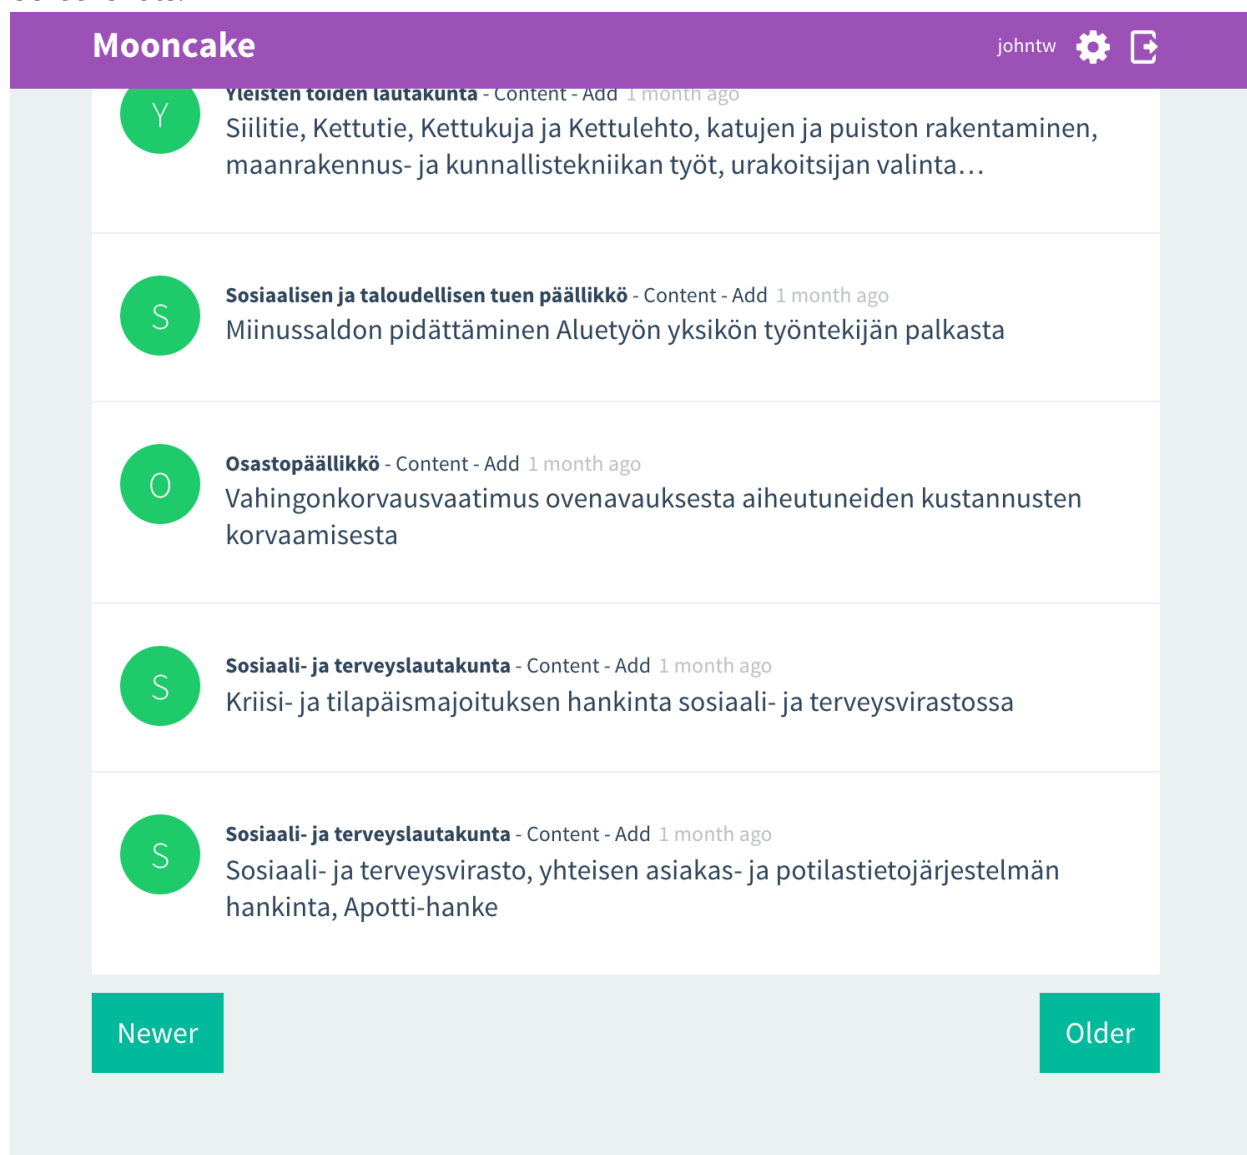 Mooncake
johntw
Y
Yleisten töiden lautakunta - Content - Add 1 month ago
Siilitie, Kettutie, Kettukuja ja Kettulehto, katujen ja puiston rakentaminen,
maanrakennus- ja kunnallistekniikan työt, urakoitsijan valinta…
S
Sosiaalisen ja taloudellisen tuen päällikkö - Content - Add 1 month ago
Miinussaldon pidättäminen Aluetyön yksikön työntekijän palkasta
O
Osastopäällikkö - Content - Add 1 month ago
Vahingonkorvausvaatimus ovenavauksesta aiheutuneiden kustannusten
korvaamisesta
S
Sosiaali- ja terveyslautakunta - Content - Add 1 month ago
Kriisi- ja tilapäismajoituksen hankinta sosiaali- ja terveysvirastossa
S
Sosiaali- ja terveyslautakunta - Content - Add 1 month ago
Sosiaali- ja terveysvirasto, yhteisen asiakas- ja potilastietojärjestelmän
hankinta, Apotti-hanke
Newer
Older